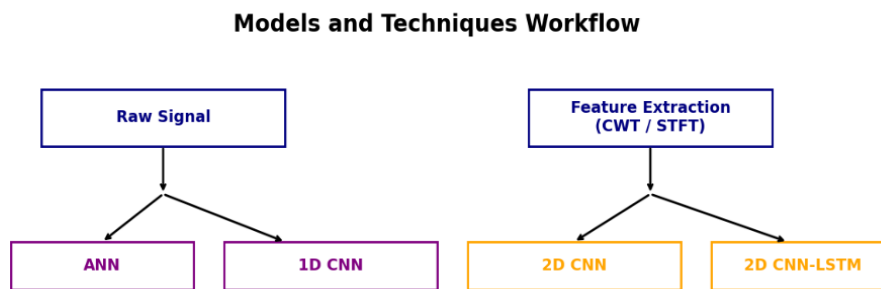 Models and Techniques Workflow
Raw Signal
Feature Extraction
(CWT / STFT)
ANN
1D CNN
2D CNN
2D CNN-LSTM